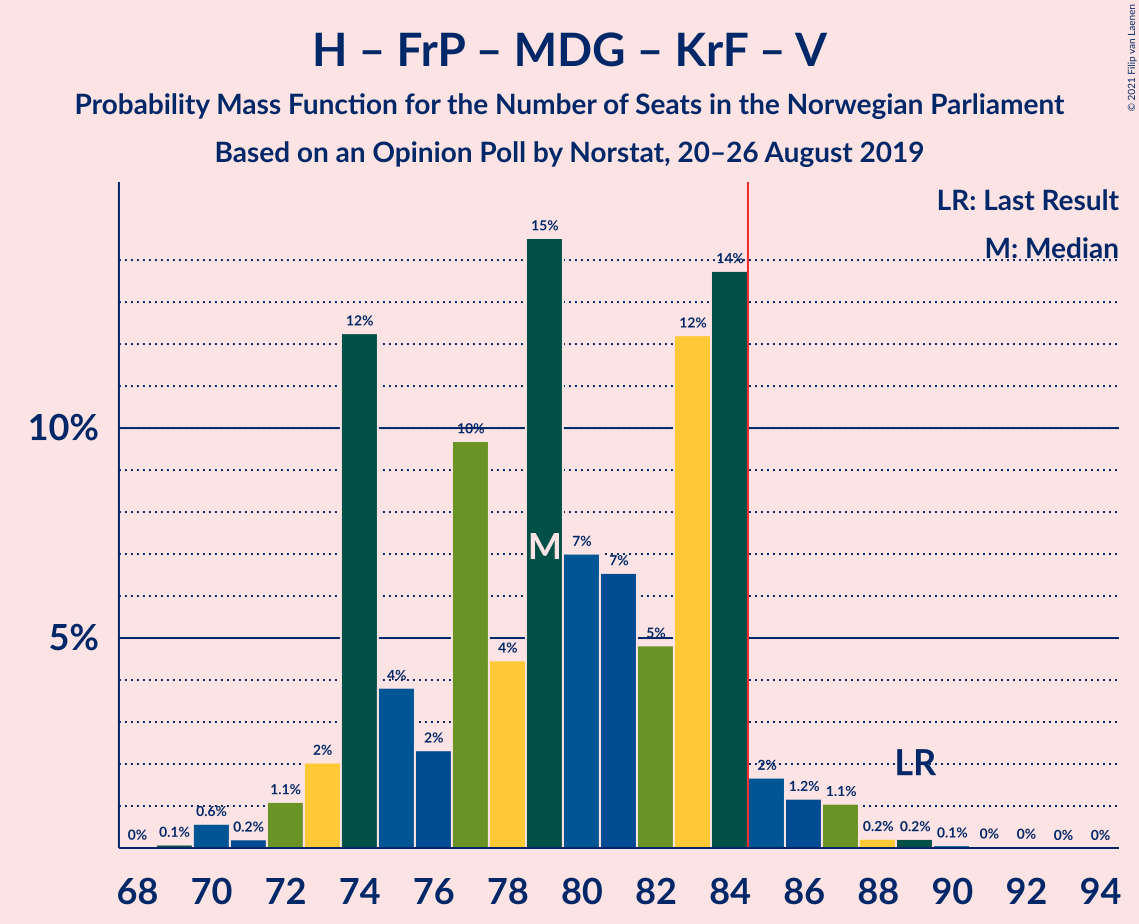 H – FrP – MDG – KrF – V
Probability Mass Function for the Number of Seats in the Norwegian Parliament
Based on an Opinion Poll by Norstat, 20–26 August 2019
© 2021 Filip van Laenen
LR: Last Result
M: Median
10%
5%
0% 0.1% 0.6% 0.2% 1.1% 2% 12% 4% 2% 10% 4% 15% 7% 7% 5% 12% 14% 2% 1.2% 1.1% 0.2% 0.2% 0.1% 0% 0% 0% 0%
M
LR
68 70 72 74 76 78 80 82 84 86 88 90 92 94